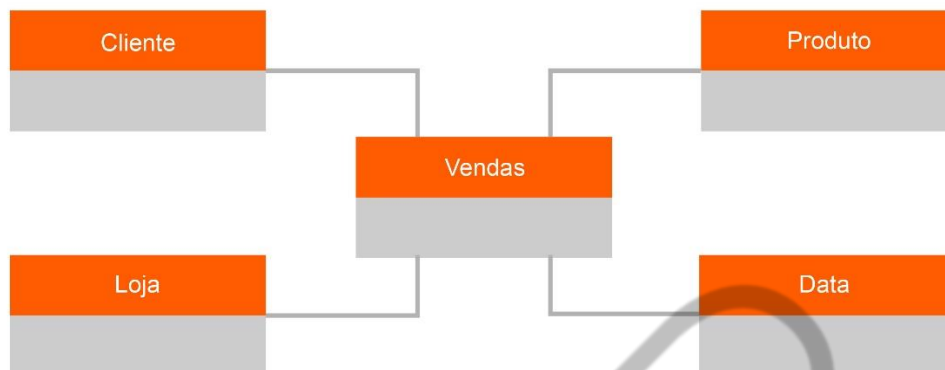 Cliente
Produto
Vendas
Loja
Data